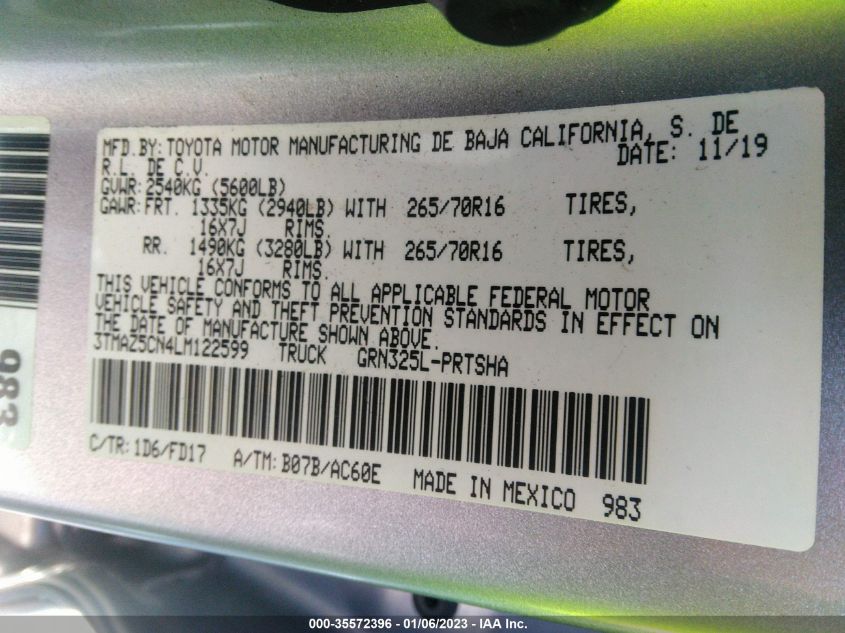 MFD.BY: TOYOTA MOTOR MANUFACTURING DE BAJA CALIFORNIA, S. DE
R.L. DE C.V. DATE: 11/19
GVWR: 2540KG (5600LB)
GAWR: FRT. 1335KG (2940LB) WITH 265/70R16 TIRES,
16X7J RIMS.
RR. 1490KG (3280LB) WITH 265/70R16 TIRES,
16X7J RIMS.
THIS VEHICLE CONFORMS TO ALL APPLICABLE FEDERAL MOTOR
VEHICLE SAFETY AND THEFT PREVENTION STANDARDS IN EFFECT ON
THE DATE OF MANUFACTURE SHOWN ABOVE.
3TMAZ5CN4LM122599 TRUCK GRN325L-PRTSHA
C/TR: 1D6/FD17 A/TM: B07B/AC60E MADE IN MEXICO 983
983
000-35572396 - 01/06/2023 - IAA Inc.